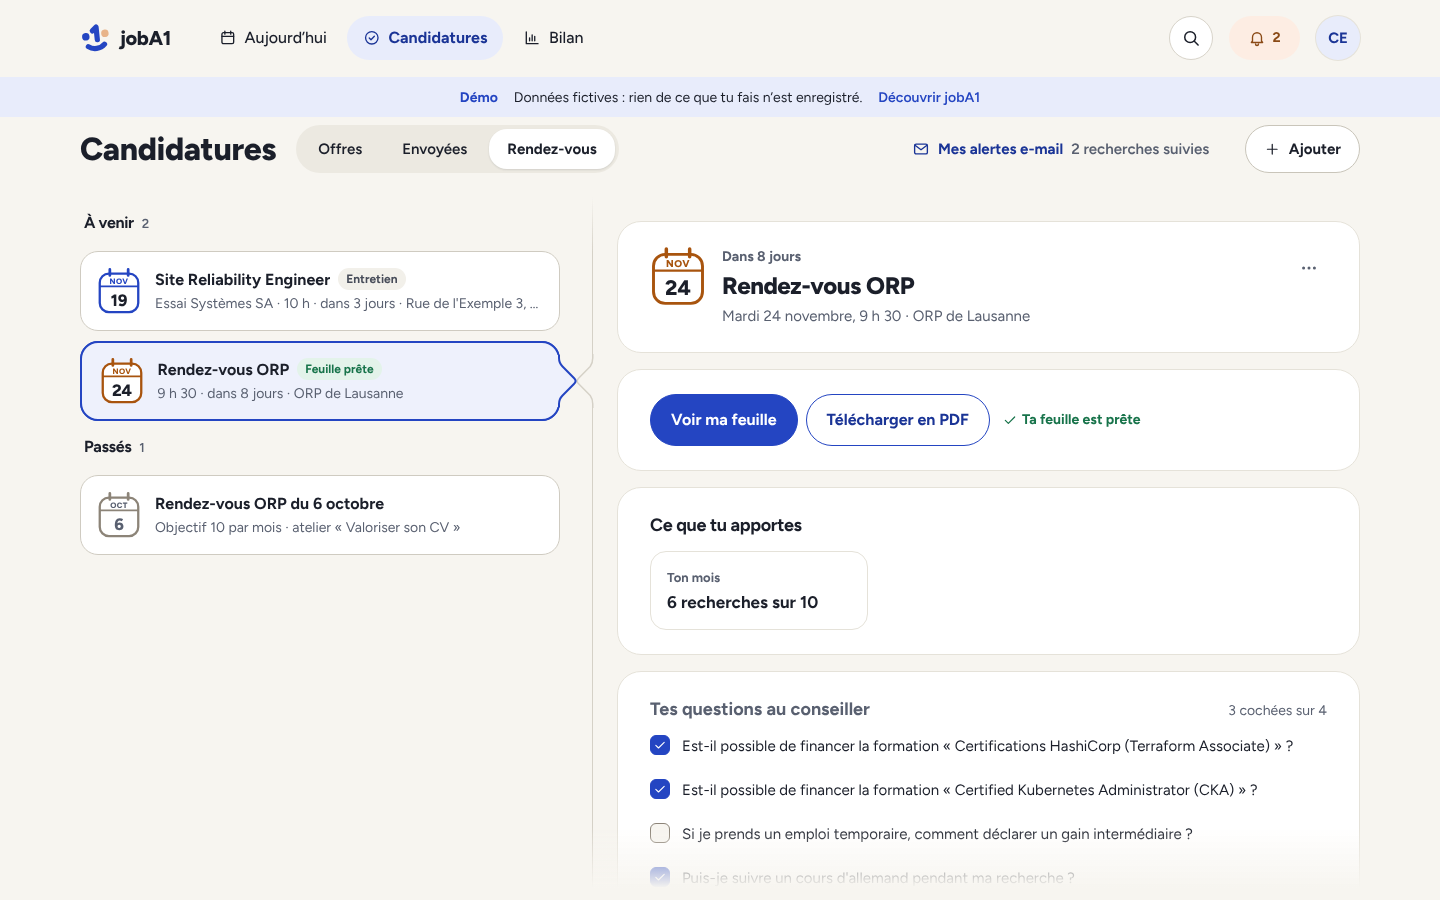 jobA1
Aujourd’hui
Candidatures
Bilan
2
CE
Démo Données fictives : rien de ce que tu fais n’est enregistré. Découvrir jobA1
Candidatures
Offres
Envoyées
Rendez-vous
Mes alertes e-mail 2 recherches suivies
Ajouter
À venir 2
NOV
19
Site Reliability Engineer Entretien
Essai Systèmes SA · 10 h · dans 3 jours · Rue de l'Exemple 3, ...
NOV
24
Rendez-vous ORP Feuille prête
9 h 30 · dans 8 jours · ORP de Lausanne
Passés 1
OCT
6
Rendez-vous ORP du 6 octobre
Objectif 10 par mois · atelier « Valoriser son CV »
NOV
24
Dans 8 jours
Rendez-vous ORP
Mardi 24 novembre, 9 h 30 · ORP de Lausanne
Voir ma feuille
Télécharger en PDF
Ta feuille est prête
Ce que tu apportes
Ton mois
6 recherches sur 10
Tes questions au conseiller
3 cochées sur 4
Est-il possible de financer la formation « Certifications HashiCorp (Terraform Associate) » ?
Est-il possible de financer la formation « Certified Kubernetes Administrator (CKA) » ?
Si je prends un emploi temporaire, comment déclarer un gain intermédiaire ?
Puis-je suivre un cours d'allemand pendant ma recherche ?